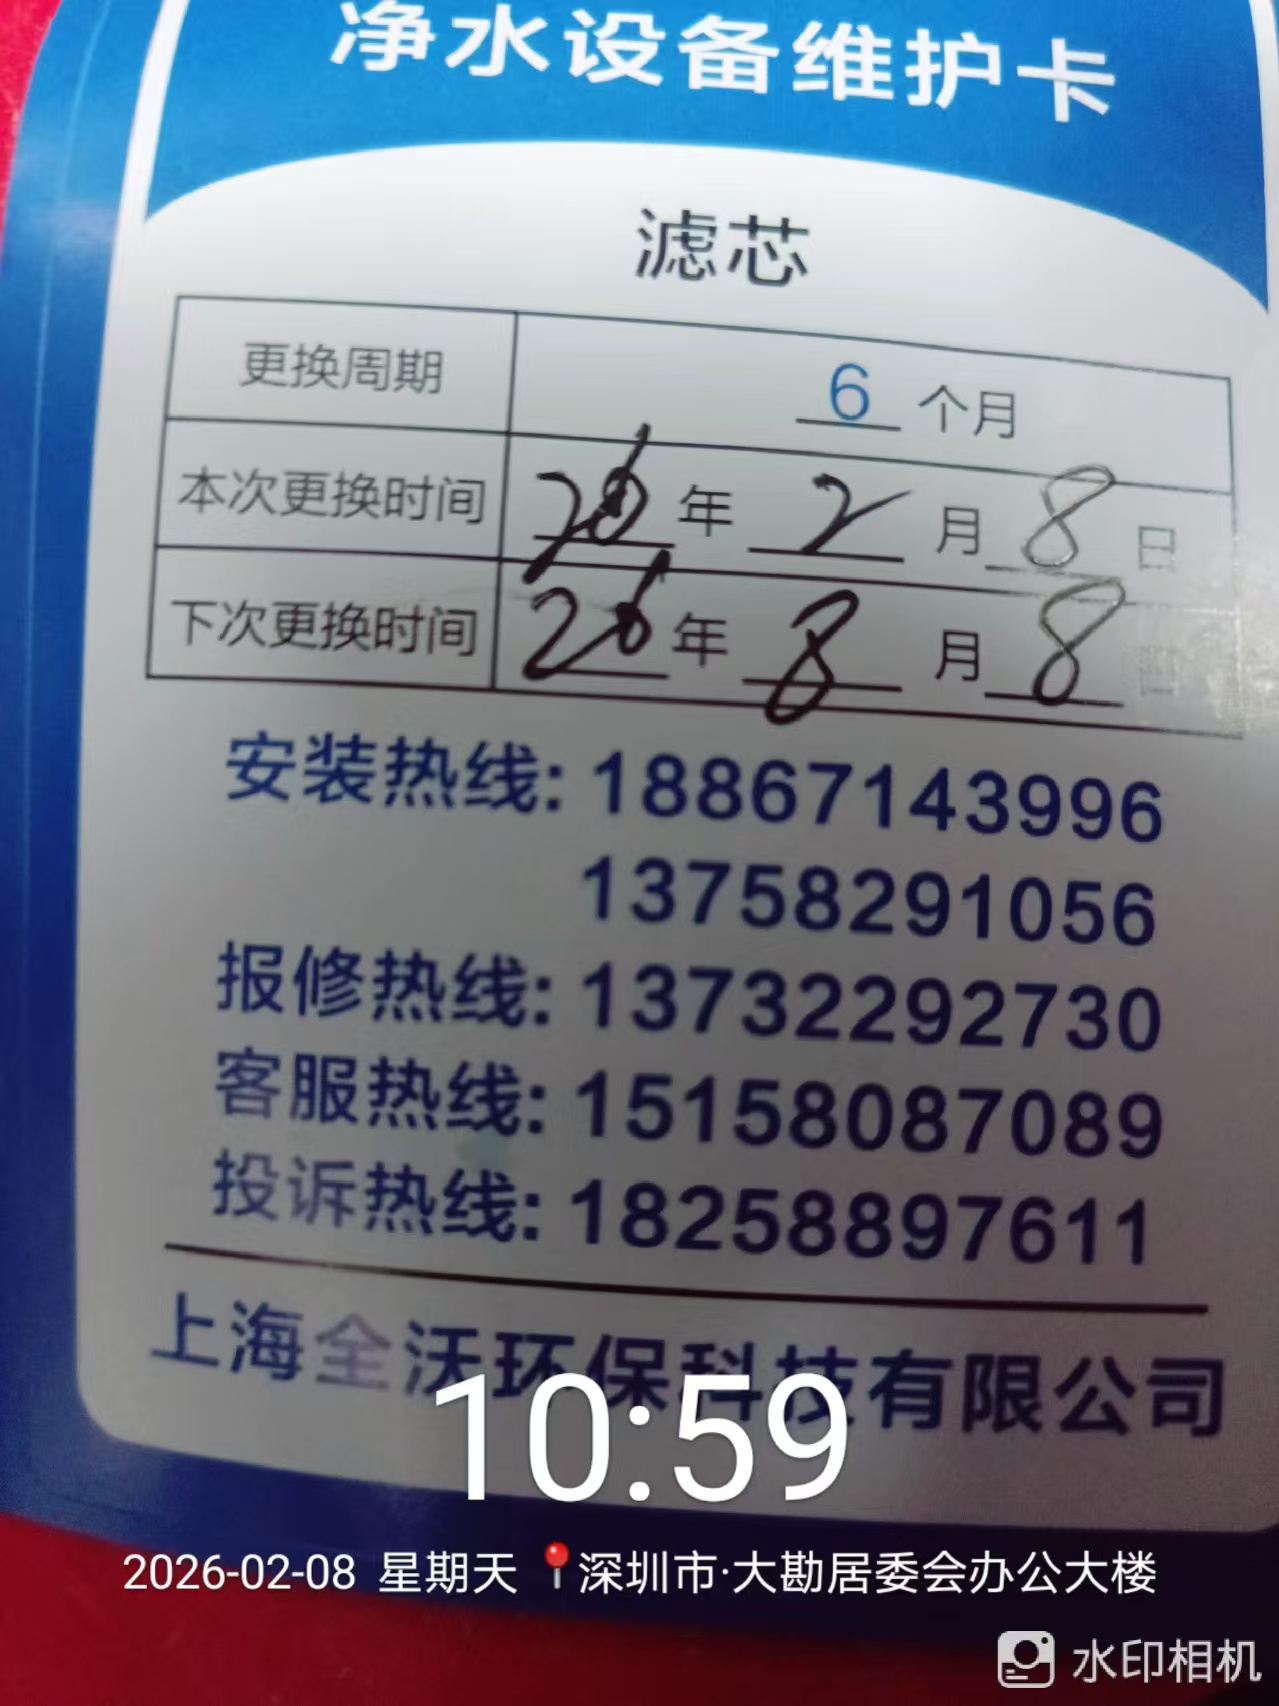 净水设备维护卡
滤芯
更换周期 6 个月
本次更换时间 26 年 2 月 8 日
下次更换时间 26 年 8 月 8 日
安装热线: 18867143996
13758291056
报修热线: 13732292730
客服热线: 15158087089
投诉热线: 18258897611
上海全沃环保科技有限公司
10:59
2026-02-08 星期天 深圳市·大勘居委会办公大楼
水印相机